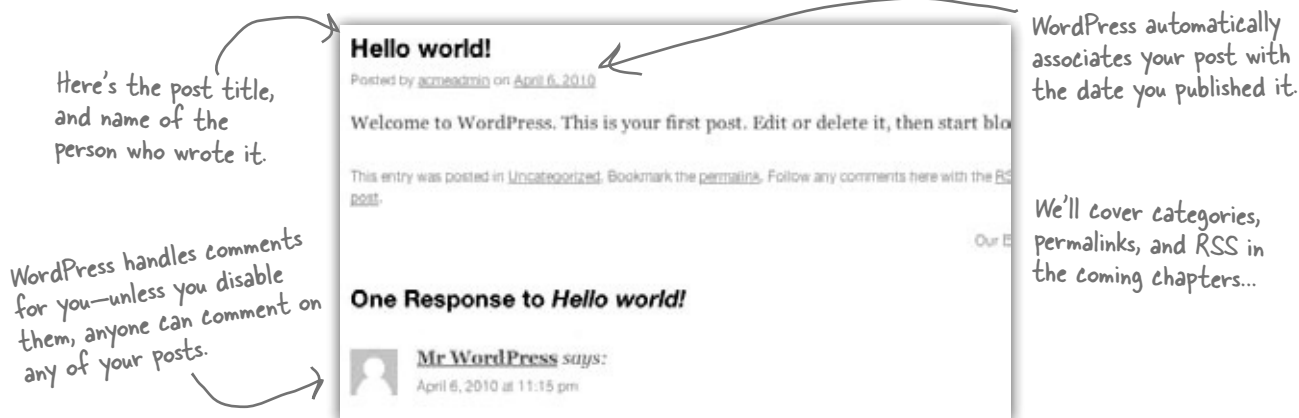 Hello world!
Posted by acmeadmin on April 6, 2010
Welcome to WordPress. This is your first post. Edit or delete it, then start blo
This entry was posted in Uncategorized. Bookmark the permalink. Follow any comments here with the RS
post.
Our E
One Response to Hello world!
Mr WordPress says:
April 6, 2010 at 11:15 pm
Here's the post title,
and name of the
person who wrote it.
WordPress handles comments
for you—unless you disable
them, anyone can comment on
any of your posts.
WordPress automatically
associates your post with
the date you published it.
We'll cover categories,
permalinks, and RSS in
the coming chapters...